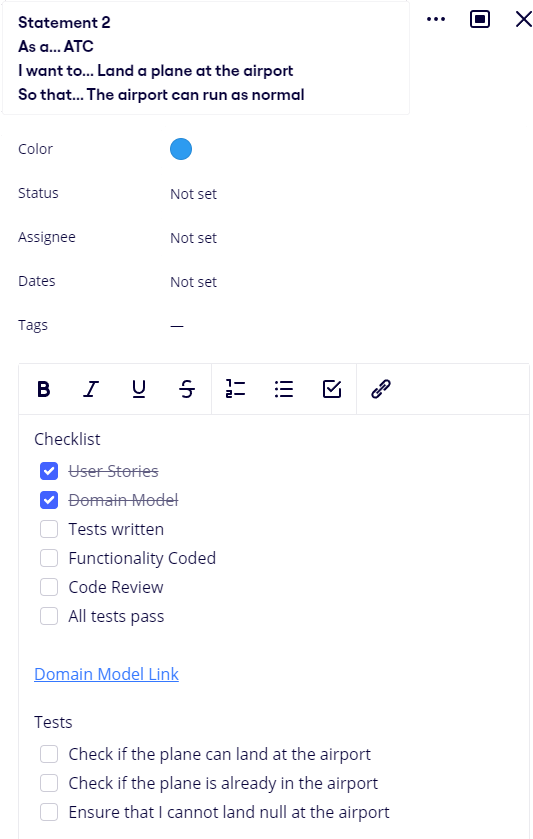 Statement 2
As a... ATC
I want to... Land a plane at the airport
So that... The airport can run as normal
Color
Status Not set
Assignee Not set
Dates Not set
Tags —
B I U S
Checklist
User Stories
Domain Model
Tests written
Functionality Coded
Code Review
All tests pass
Domain Model Link
Tests
Check if the plane can land at the airport
Check if the plane is already in the airport
Ensure that I cannot land null at the airport